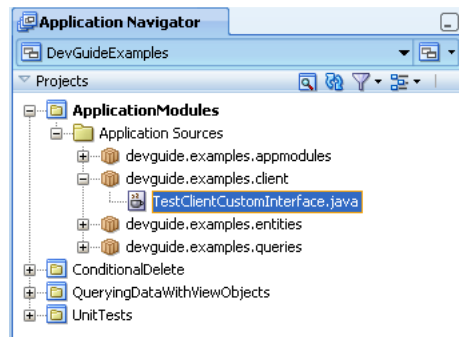 Application Navigator
DevGuideExamples
Projects
ApplicationModules
Application Sources
devguide.examples.appmodules
devguide.examples.client
TestClientCustomInterface.java
devguide.examples.entities
devguide.examples.queries
ConditionalDelete
QueryingDataWithViewObjects
UnitTests